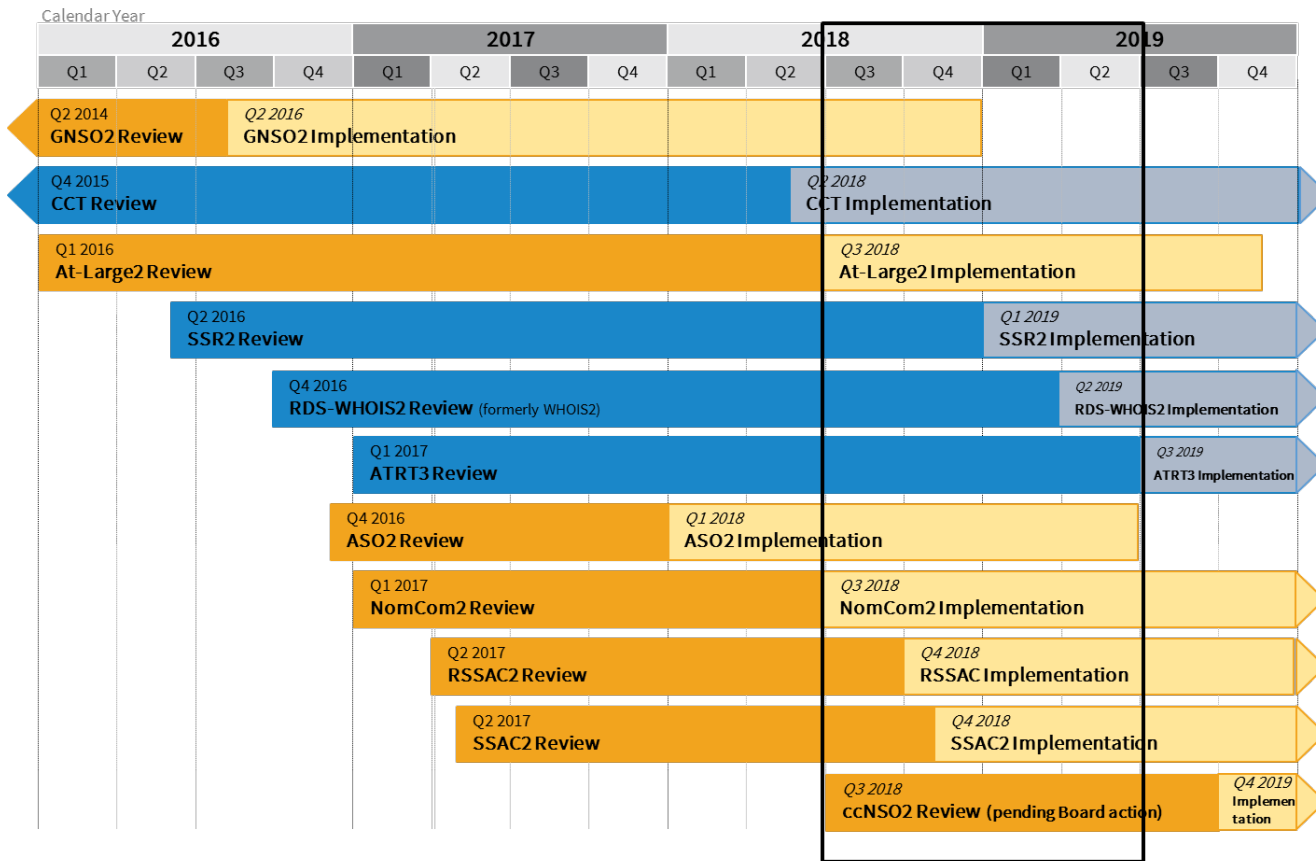 Calendar Year
2016 2017 2018 2019
Q1 Q2 Q3 Q4 Q1 Q2 Q3 Q4 Q1 Q2 Q3 Q4 Q1 Q2 Q3 Q4
Q2 2014 Q2 2016
GNSO2 Review GNSO2 Implementation
Q4 2015 Q2 2018
CCT Review CCT Implementation
Q1 2016 Q3 2018
At-Large2 Review At-Large2 Implementation
Q2 2016 Q1 2019
SSR2 Review SSR2 Implementation
Q4 2016 Q2 2019
RDS-WHOIS2 Review (formerly WHOIS2) RDS-WHOIS2 Implementation
Q1 2017 Q3 2019
ATRT3 Review ATRT3 Implementation
Q4 2016 Q1 2018
ASO2 Review ASO2 Implementation
Q1 2017 Q3 2018
NomCom2 Review NomCom2 Implementation
Q2 2017 Q4 2018
RSSAC2 Review RSSAC Implementation
Q2 2017 Q4 2018
SSAC2 Review SSAC2 Implementation
Q3 2018 Q4 2019
ccNSO2 Review (pending Board action) Implemen
tation